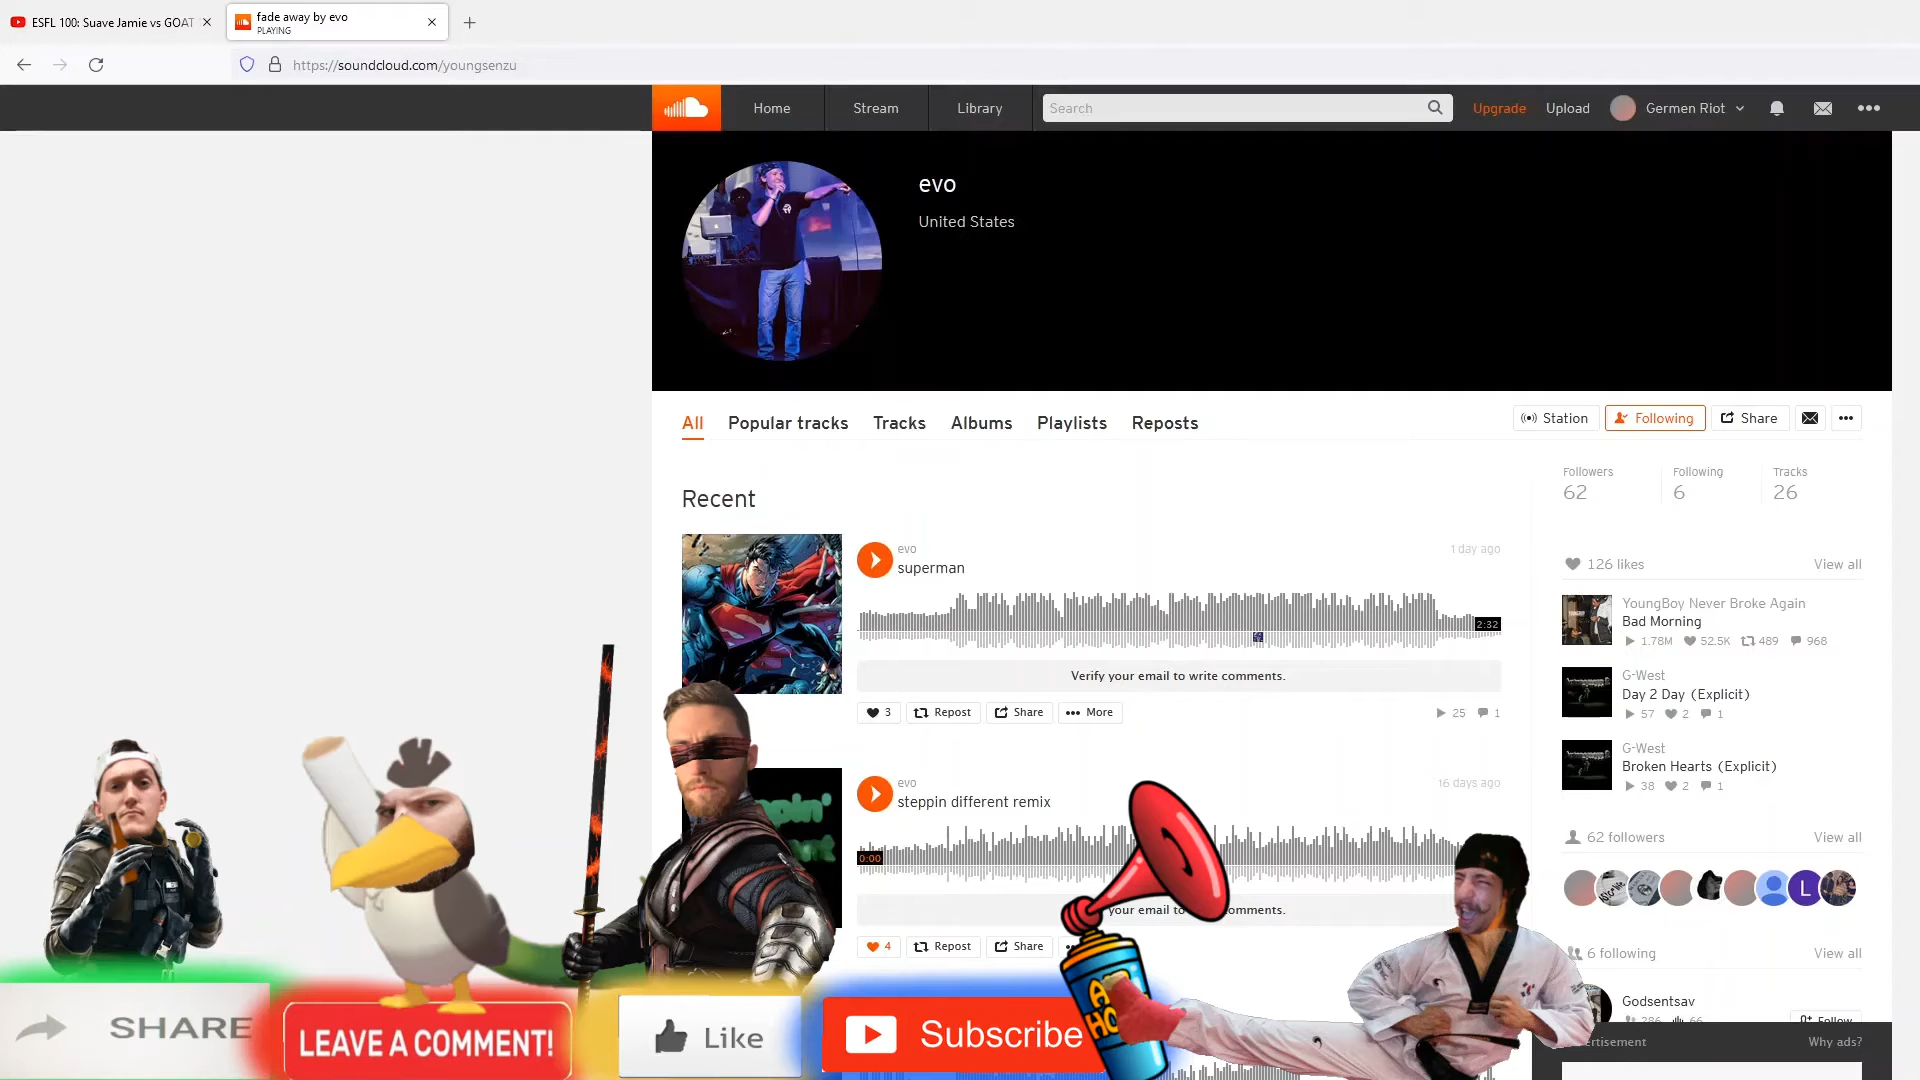 ESFL 100: Suave Jamie vs GOAT
fade away by evo
PLAYING
https://soundcloud.com/youngsenzu
Home
Stream
Library
Search
Upgrade
Upload
Germen Riot
evo
United States
All
Popular tracks
Tracks
Albums
Playlists
Reposts
Station
Following
Share
Followers
62
Following
6
Tracks
26
Recent
evo
superman
1 day ago
2:32
Verify your email to write comments.
3
Repost
Share
More
25
1
evo
steppin different remix
16 days ago
0:00
your email to
omments.
4
Repost
Share
126 likes
View all
YoungBoy Never Broke Again
Bad Morning
1.78M
52.5K
489
968
G-West
Day 2 Day (Explicit)
57
2
1
G-West
Broken Hearts (Explicit)
38
2
1
62 followers
View all
L
6 following
View all
Godsentsav
286
66
Follow
ertisement
Why ads?
SHARE
LEAVE A COMMENT!
Like
Subscribe